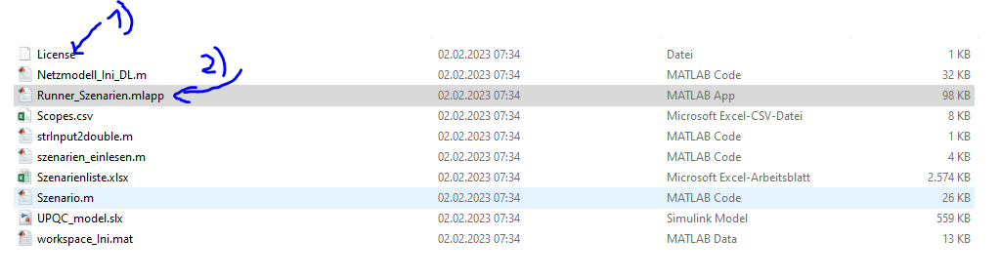 1)
License 02.02.2023 07:34 Datei 1 KB
2)
Netzmodell_Ini_DL.m 02.02.2023 07:34 MATLAB Code 32 KB
Runner_Szenarien.mlapp 02.02.2023 07:34 MATLAB App 98 KB
Scopes.csv 02.02.2023 07:34 Microsoft Excel-CSV-Datei 8 KB
strInput2double.m 02.02.2023 07:34 MATLAB Code 1 KB
szenarien_einlesen.m 02.02.2023 07:34 MATLAB Code 4 KB
Szenarienliste.xlsx 02.02.2023 07:34 Microsoft Excel-Arbeitsblatt 2.574 KB
Szenario.m 02.02.2023 07:34 MATLAB Code 26 KB
UPQC_model.slx 02.02.2023 07:34 Simulink Model 559 KB
workspace_Ini.mat 02.02.2023 07:34 MATLAB Data 13 KB